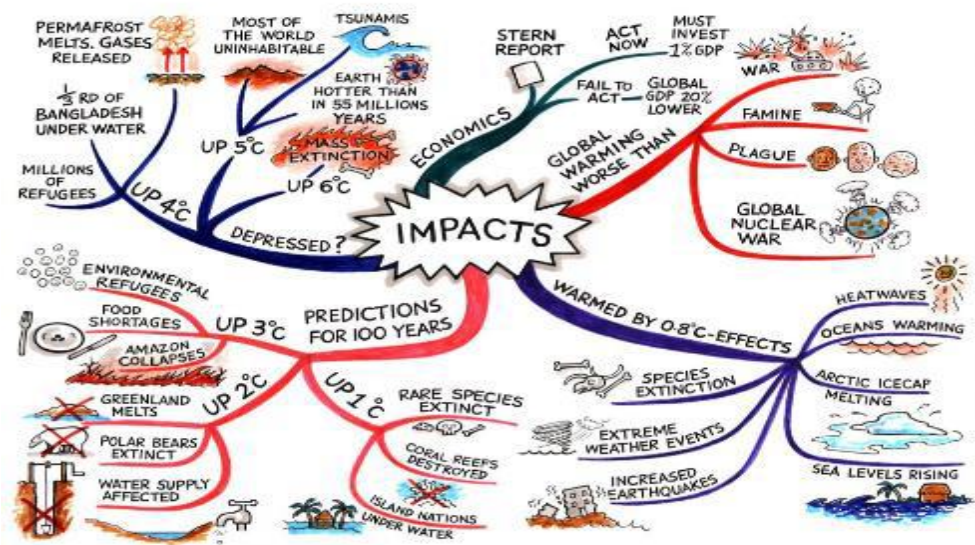 PERMAFROST
MELTS. GASES
RELEASED
MOST OF
THE WORLD
UNINHABITABLE
TSUNAMIS
EARTH
HOTTER THAN
IN 55 MILLIONS
YEARS
⅓ RD OF
BANGLADESH
UNDER WATER
MILLIONS
OF
REFUGEES
UP 4°C
UP 5°C
MASS
EXTINCTION
UP 6°C
DEPRESSED?
STERN
REPORT
ACT
NOW
MUST
INVEST
1% GDP
FAIL TO
ACT
GLOBAL
GDP 20%
LOWER
ECONOMICS
GLOBAL
WARMING
WORSE THAN
WAR
FAMINE
PLAGUE
GLOBAL
NUCLEAR
WAR
IMPACTS
ENVIRONMENTAL
REFUGEES
FOOD
SHORTAGES
AMAZON
COLLAPSES
UP 3°C
PREDICTIONS
FOR 100 YEARS
GREENLAND
MELTS
POLAR BEARS
EXTINCT
WATER SUPPLY
AFFECTED
UP 2°C
UP 1°C
RARE SPECIES
EXTINCT
CORAL REEFS
DESTROYED
ISLAND NATIONS
UNDER WATER
WARMED BY 0·8°C-EFFECTS
HEATWAVES
OCEANS WARMING
ARCTIC ICECAP
MELTING
SEA LEVELS RISING
SPECIES
EXTINCTION
EXTREME
WEATHER EVENTS
INCREASED
EARTHQUAKES